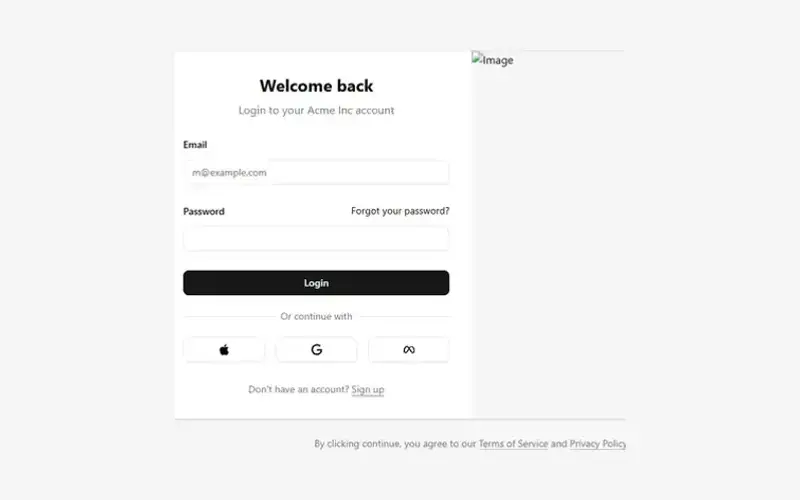 Image
Welcome back
Login to your Acme Inc account
Email
m@example.com
Password Forgot your password?
Login
Or continue with
Don't have an account? Sign up
By clicking continue, you agree to our Terms of Service and Privacy Policy